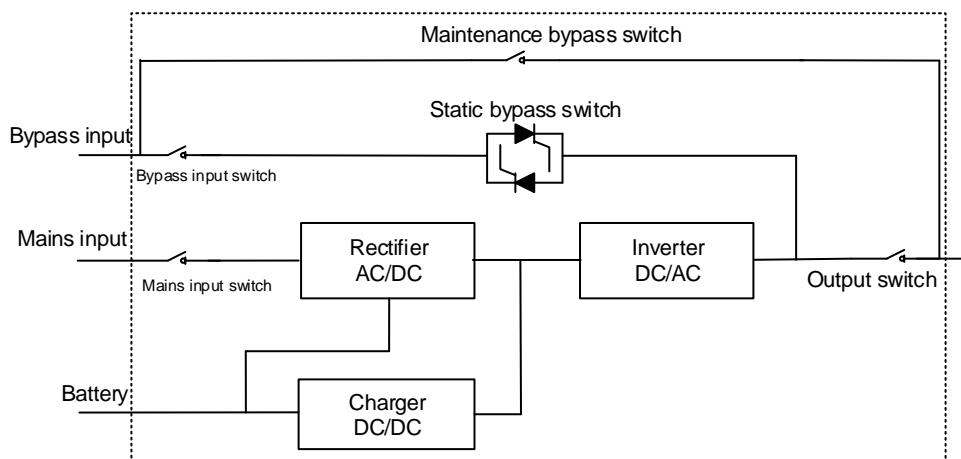 Maintenance bypass switch
Static bypass switch
Bypass input
Bypass input switch
Mains input
Mains input switch
Rectifier
AC/DC
Inverter
DC/AC
Output switch
Battery
Charger
DC/DC